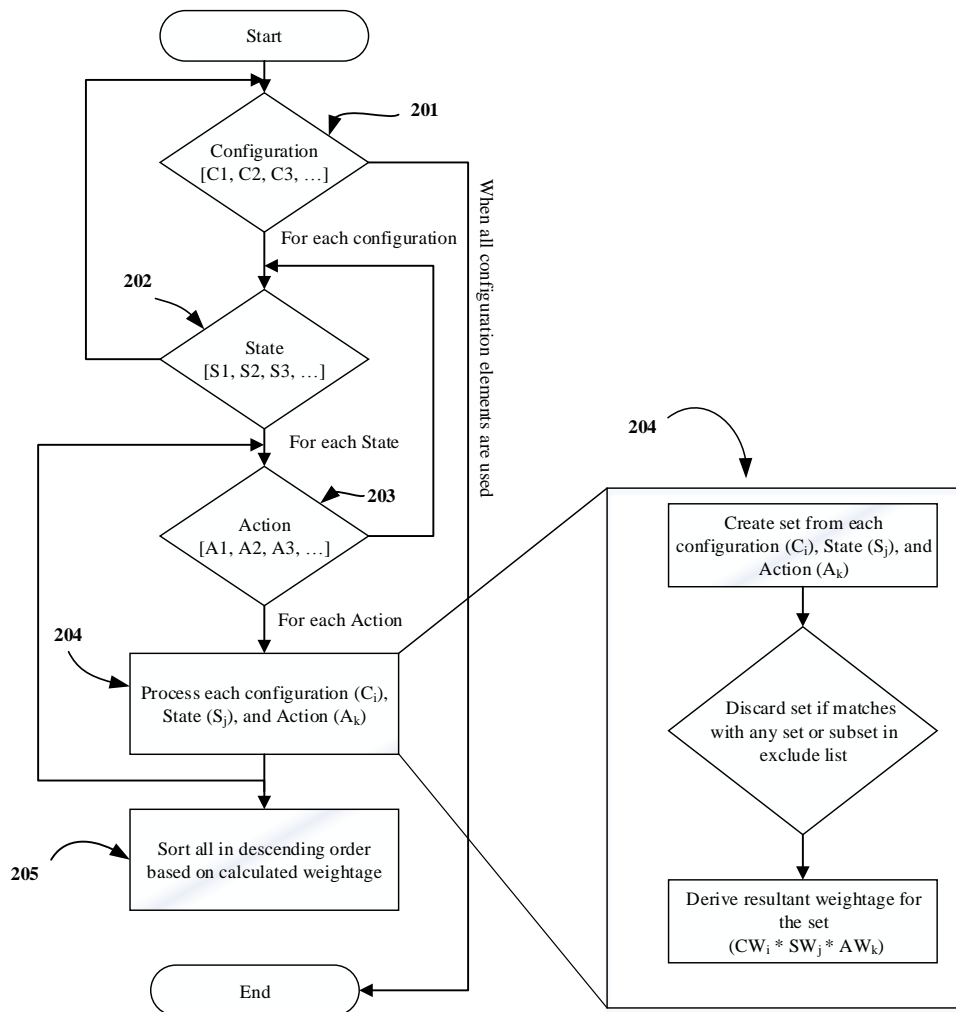 Start
201
Configuration
[C1, C2, C3, …]
When all configuration elements are used
For each configuration
202
State
[S1, S2, S3, …]
For each State
203
Action
[A1, A2, A3, …]
For each Action
204
Process each configuration (Ci),
State (Sj), and Action (Ak)
205
Sort all in descending order
based on calculated weightage
End
204
Create set from each
configuration (Ci), State (Sj), and
Action (Ak)
Discard set if matches
with any set or subset in
exclude list
Derive resultant weightage for
the set
(CWi * SWj * AWk)